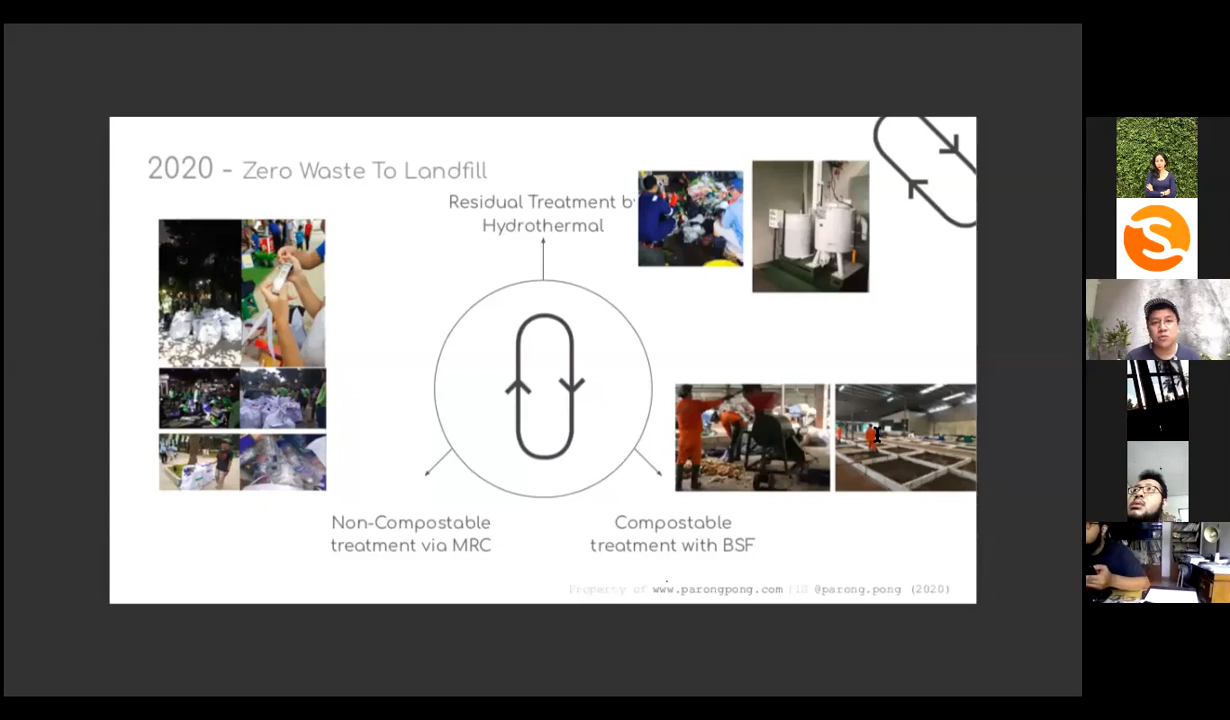 2020 - Zero Waste To Landfill
Residual Treatment b
Hydrothermal
Non-Compostable
treatment via MRC
Compostable
treatment with BSF
Property of www.parongpong.com IG @parong.pong (2020)